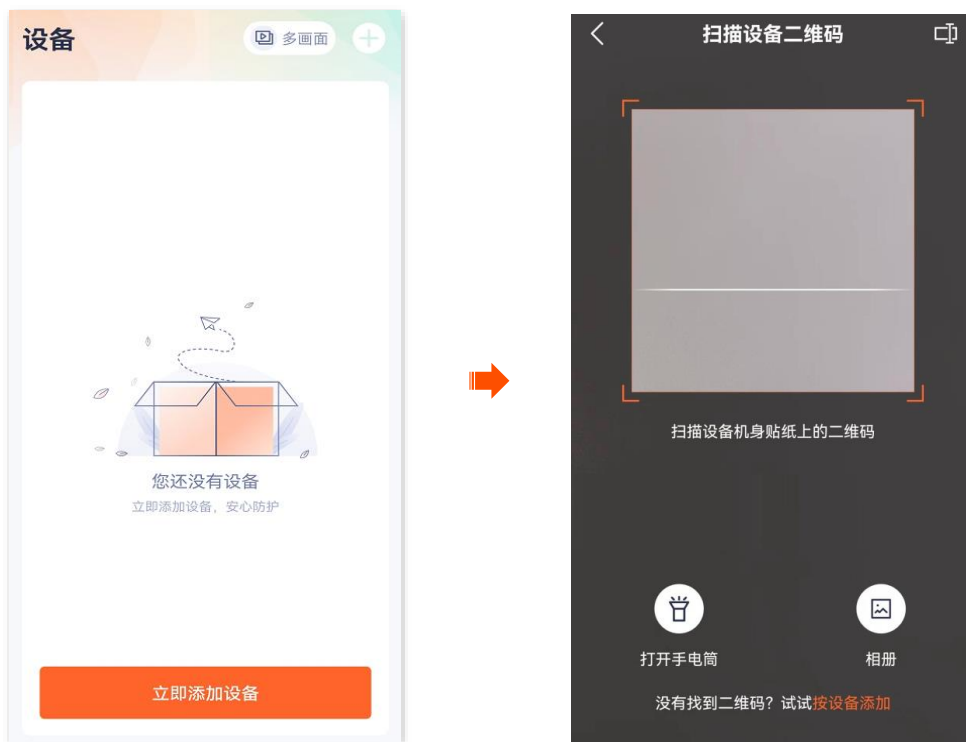 设备
多画面
您还没有设备
立即添加设备，安心防护
立即添加设备
扫描设备二维码
扫描设备机身贴纸上的二维码
打开手电筒
相册
没有找到二维码？试试按设备添加